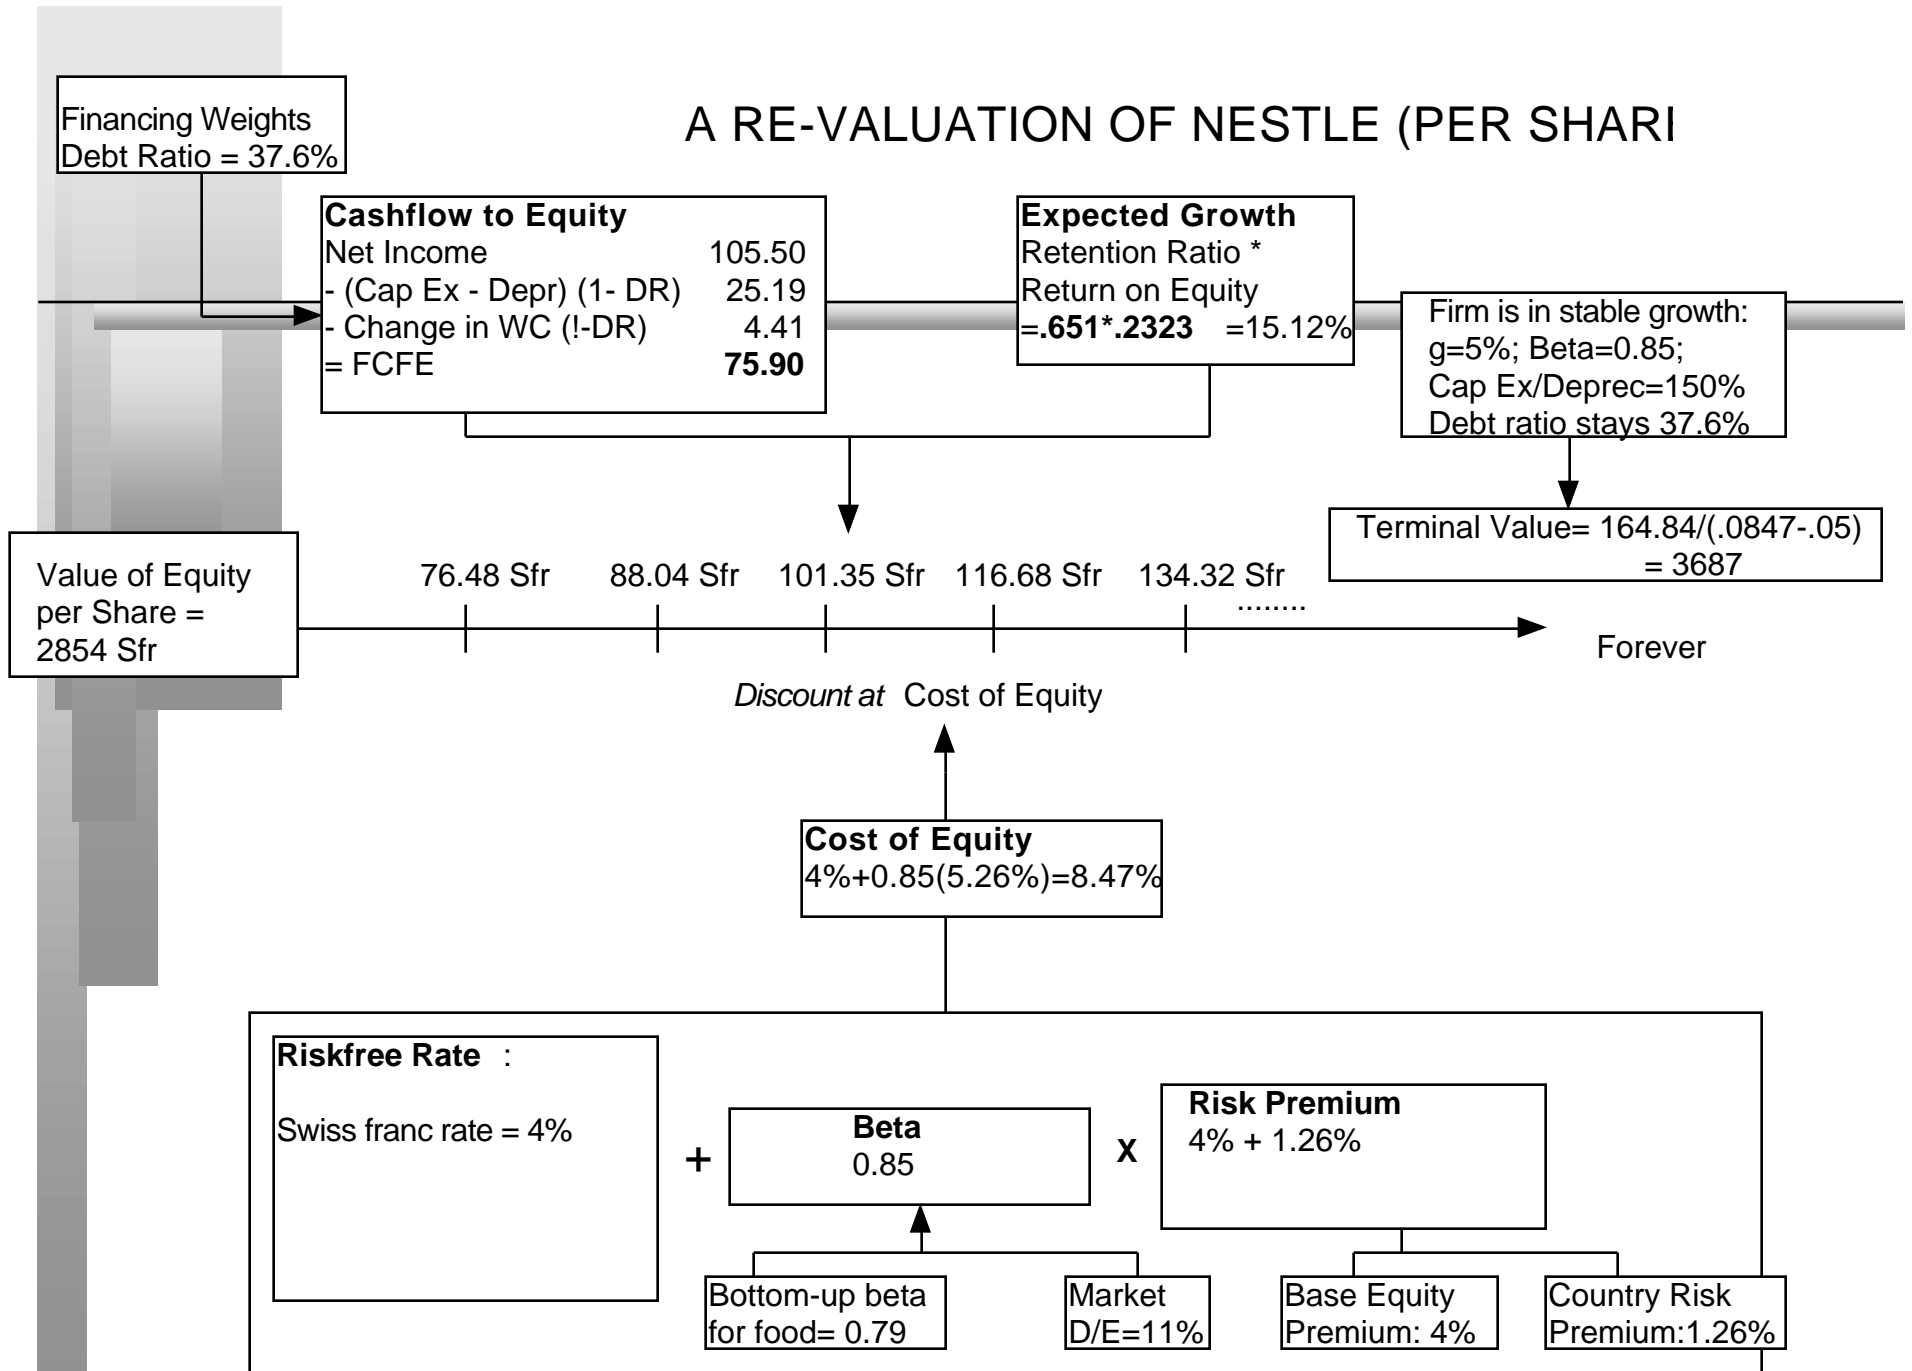 A RE-VALUATION OF NESTLE (PER SHARE
Financing Weights
Debt Ratio = 37.6%
Cashflow to Equity
Net Income 105.50
- (Cap Ex - Depr) (1- DR) 25.19
- Change in WC (!-DR) 4.41
= FCFE 75.90
Expected Growth
Retention Ratio *
Return on Equity
=.651*.2323 =15.12%
Firm is in stable growth:
g=5%; Beta=0.85;
Cap Ex/Deprec=150%
Debt ratio stays 37.6%
Terminal Value= 164.84/(.0847-.05)
= 3687
Value of Equity
per Share =
2854 Sfr
76.48 Sfr 88.04 Sfr 101.35 Sfr 116.68 Sfr 134.32 Sfr
........
Forever
Discount at Cost of Equity
Cost of Equity
4%+0.85(5.26%)=8.47%
Riskfree Rate :
Swiss franc rate = 4%
+
Beta
0.85
X
Risk Premium
4% + 1.26%
Bottom-up beta
for food= 0.79
Market
D/E=11%
Base Equity
Premium: 4%
Country Risk
Premium:1.26%